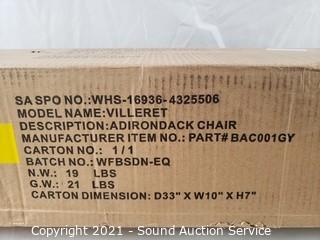 SA SPO NO.:WHS-16936-4325506
MODEL NAME:VILLERET
DESCRIPTION:ADIRONDACK CHAIR
MANUFACTURER ITEM NO.:PART# BAC001GY
CARTON NO.: 1 / 1
BATCH NO.: WFBSDN-EQ
N.W.: 19 LBS
G.W.: 21 LBS
CARTON DIMENSION: D33" X W10" X H7"
Copyright 2021 - Sound Auction Service